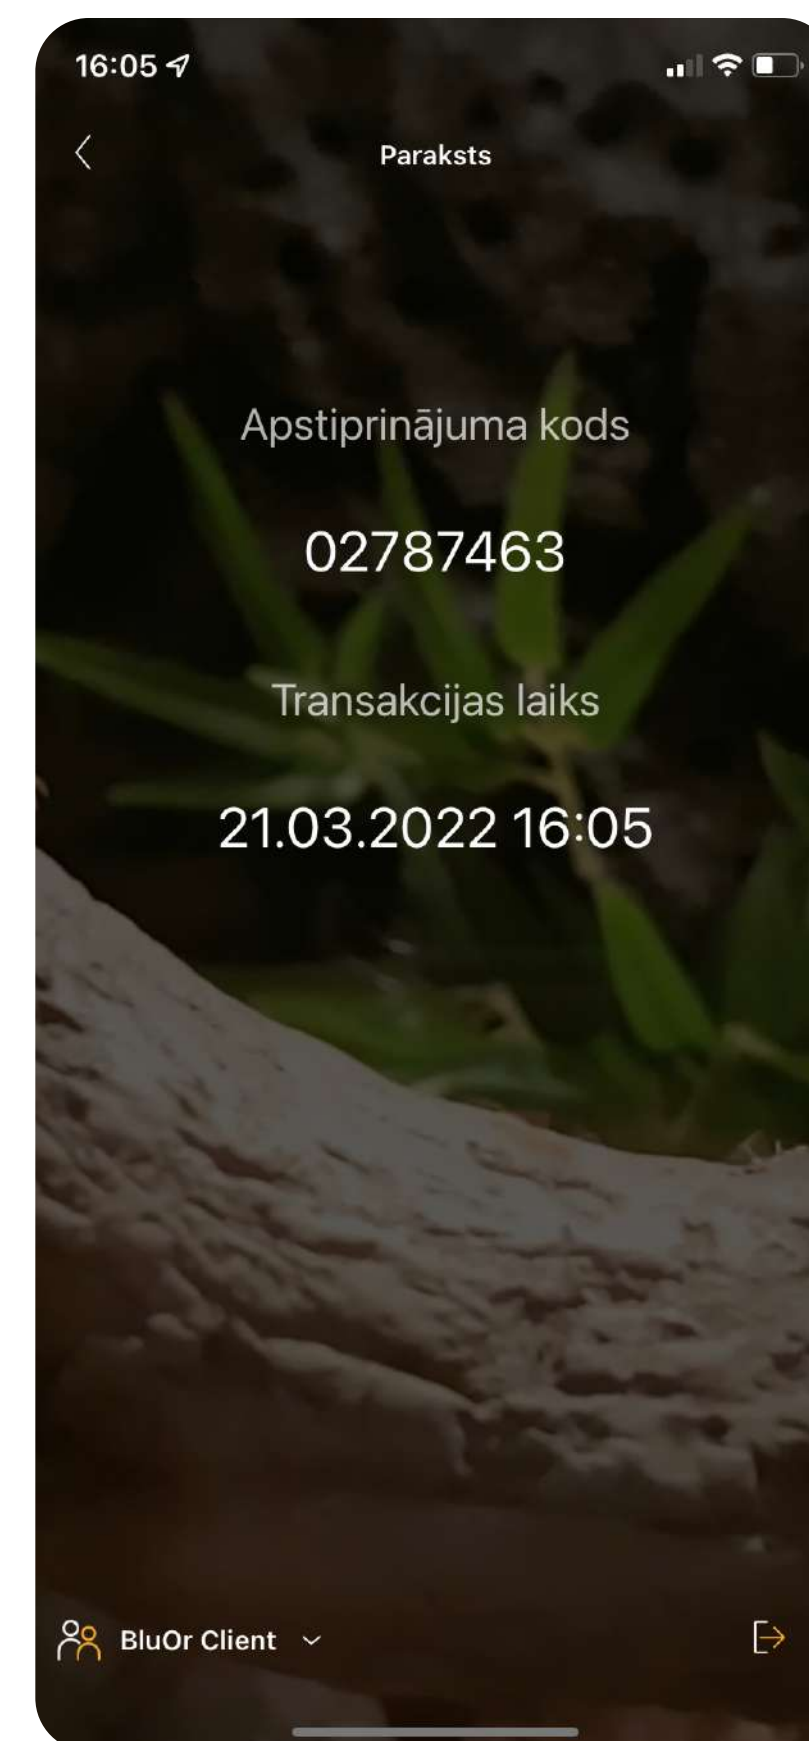 16:05
Paraksts
Apstiprinājuma kods
02787463
Transakcijas laiks
21.03.2022 16:05
BluOr Client